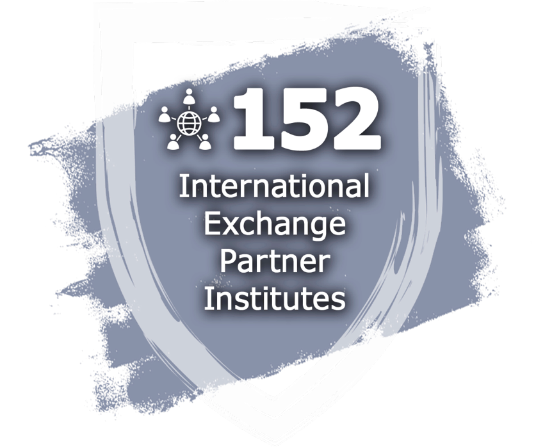 152
International
Exchange
Partner
Institutes